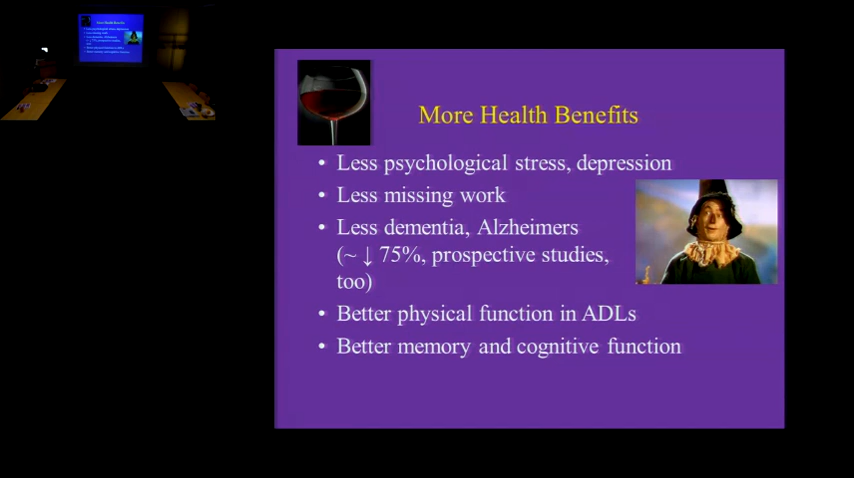 More Health Benefits
• Less psychological stress, depression
• Less missing work
• Less dementia, Alzheimers
(~ ↓ 75%, prospective studies,
too)
• Better physical function in ADLs
• Better memory and cognitive function